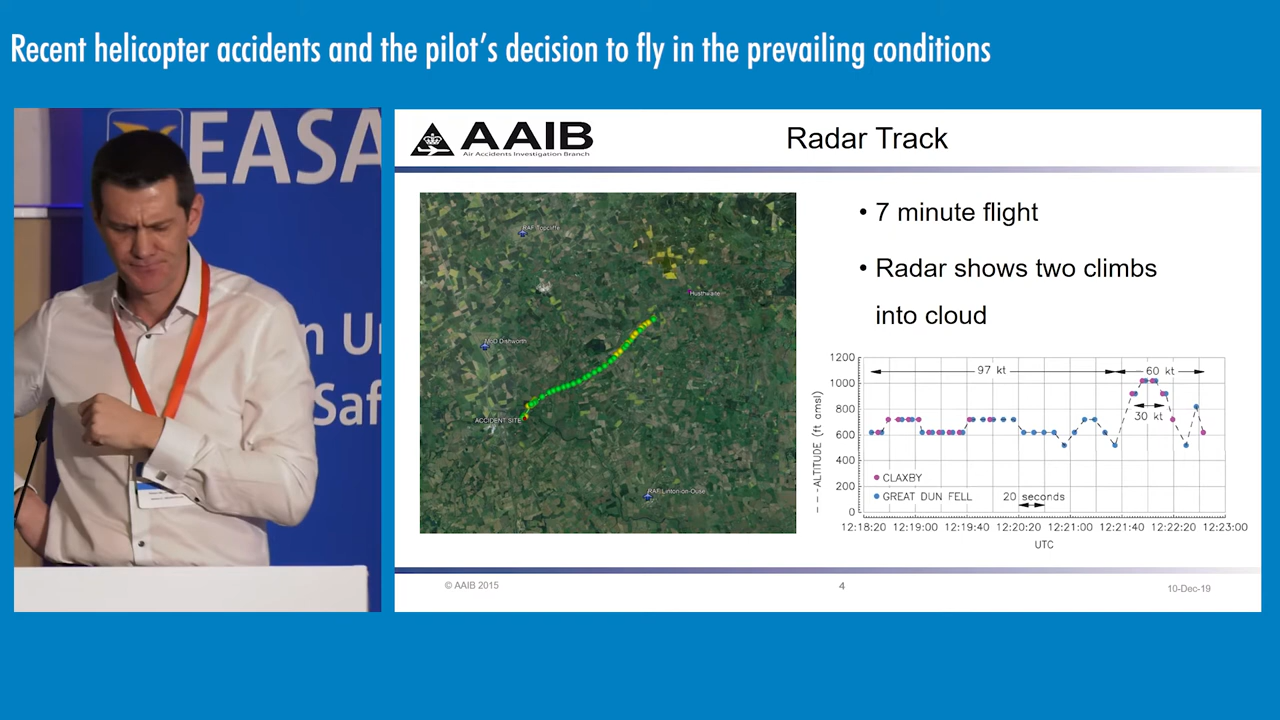 Recent helicopter accidents and the pilot's decision to fly in the prevailing conditions
EASA
n Un
Saf
AAIB
Air Accidents Investigation Branch
Radar Track
RAF Topcliffe
Husthwaite
MoD Dishforth
ACCIDENT SITE
RAF Linton-on-Ouse
• 7 minute flight
• Radar shows two climbs
into cloud
1200
1000
800
600
400
200
0
ALTITUDE (ft amsl)
97 kt
60 kt
30 kt
CLAXBY
GREAT DUN FELL
20 seconds
12:18:20 12:19:00 12:19:40 12:20:20 12:21:00 12:21:40 12:22:20 12:23:00
UTC
© AAIB 2015
4
10-Dec-19